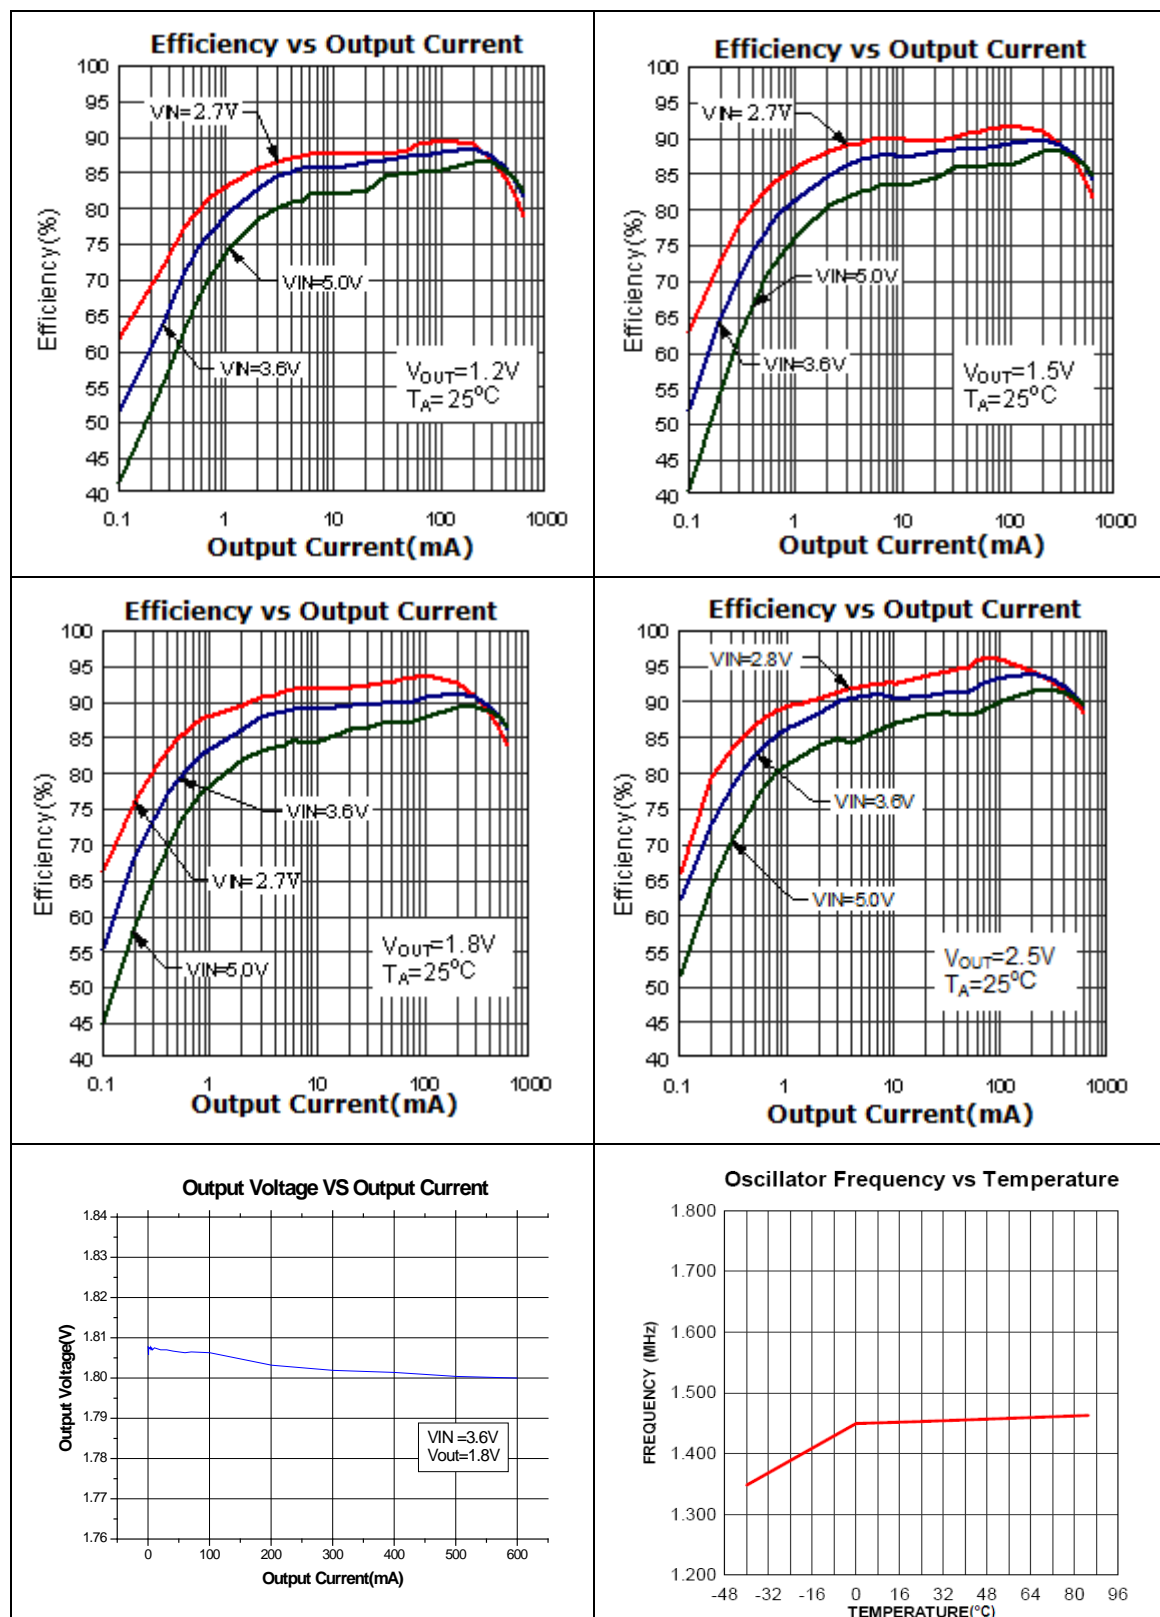 Efficiency vs Output Current
100
95
90
85
80
75
70
65
60
55
50
45
40
Efficiency(%)
VIN=2.7V
VIN=5.0V
VIN=3.6V
VOUT=1.2V
TA=25°C
0.1 1 10 100 1000
Output Current(mA)
Efficiency vs Output Current
100
95
90
85
80
75
70
65
60
55
50
45
40
Efficiency(%)
VIN=2.7V
VIN=5.0V
VIN=3.6V
VOUT=1.5V
TA=25°C
0.1 1 10 100 1000
Output Current(mA)
Efficiency vs Output Current
100
95
90
85
80
75
70
65
60
55
50
45
40
Efficiency(%)
VIN=3.6V
VIN=2.7V
VIN=5.0V
VOUT=1.8V
TA=25°C
0.1 1 10 100 1000
Output Current(mA)
Efficiency vs Output Current
100
95
90
85
80
75
70
65
60
55
50
45
40
Efficiency(%)
VIN=2.8V
VIN=3.6V
VIN=5.0V
VOUT=2.5V
TA=25°C
0.1 1 10 100 1000
Output Current(mA)
Output Voltage VS Output Current
1.84
1.83
1.82
1.81
1.80
1.79
1.78
1.77
1.76
Output Voltage(V)
VIN =3.6V
Vout=1.8V
0 100 200 300 400 500 600
Output Current(mA)
Oscillator Frequency vs Temperature
1.800
1.700
1.600
1.500
1.400
1.300
1.200
FREQUENCY (MHz)
-48 -32 -16 0 16 32 48 64 80 96
TEMPERATURE(°C)